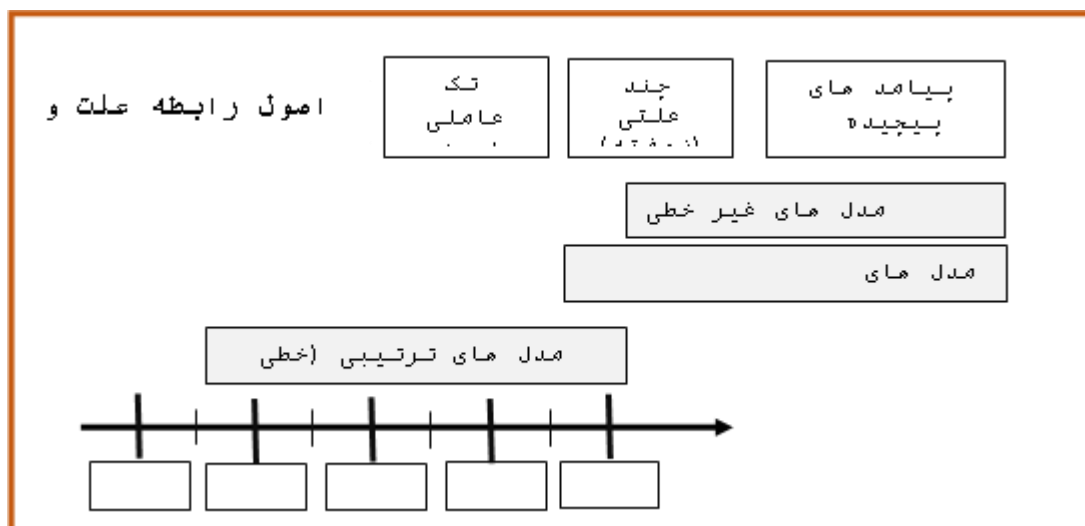 پیامد های
پیچیده
چند
علتی
تک
عاملی
اصول رابطه علت و
مدل های غیر خطی
مدل های
مدل های ترتیبی (خطی